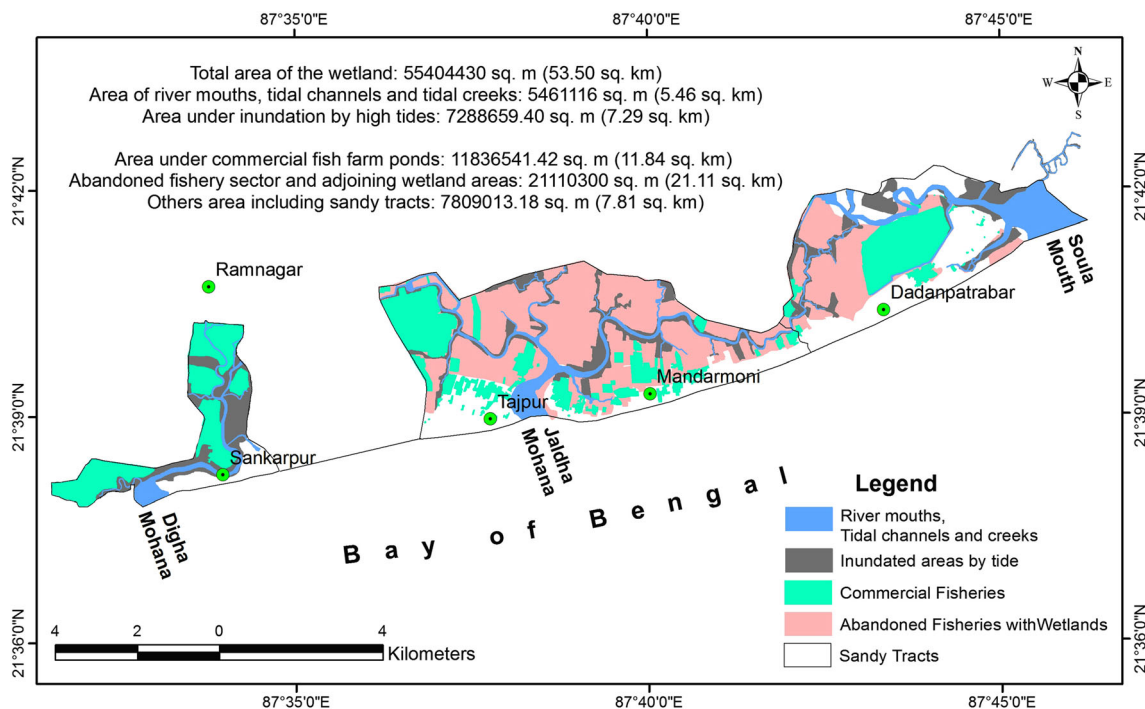 87°35'0"E
87°40'0"E
87°45'0"E
Total area of the wetland: 55404430 sq. m (53.50 sq. km)
Area of river mouths, tidal channels and tidal creeks: 5461116 sq. m (5.46 sq. km)
Area under inundation by high tides: 7288659.40 sq. m (7.29 sq. km)
Area under commercial fish farm ponds: 11836541.42 sq. m (11.84 sq. km)
Abandoned fishery sector and adjoining wetland areas: 21110300 sq. m (21.11 sq. km)
Others area including sandy tracts: 7809013.18 sq. m (7.81 sq. km)
N
W
E
S
21°42'0"N
21°42'0"N
Soula
Mouth
Ramnagar
Dadanpatrabar
Mandarmoni
Tajpur
21°39'0"N
21°39'0"N
Jaldha
Mohana
Sankarpur
Digha
Mohana
Bay of Bengal
Legend
River mouths,
Tidal channels and creeks
Inundated areas by tide
Commercial Fisheries
Abandoned Fisheries withWetlands
Sandy Tracts
21°36'0"N
21°36'0"N
4 2 0 4
Kilometers
87°35'0"E
87°40'0"E
87°45'0"E